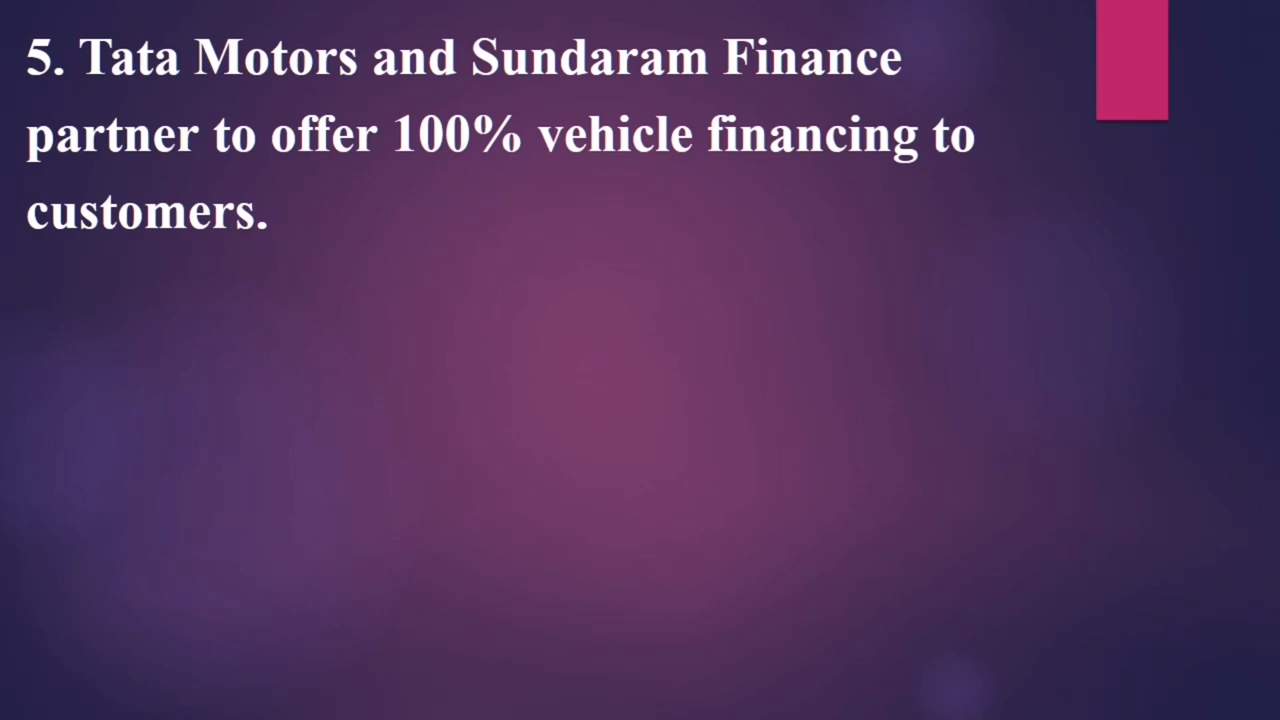 5. Tata Motors and Sundaram Finance
partner to offer 100% vehicle financing to
customers.